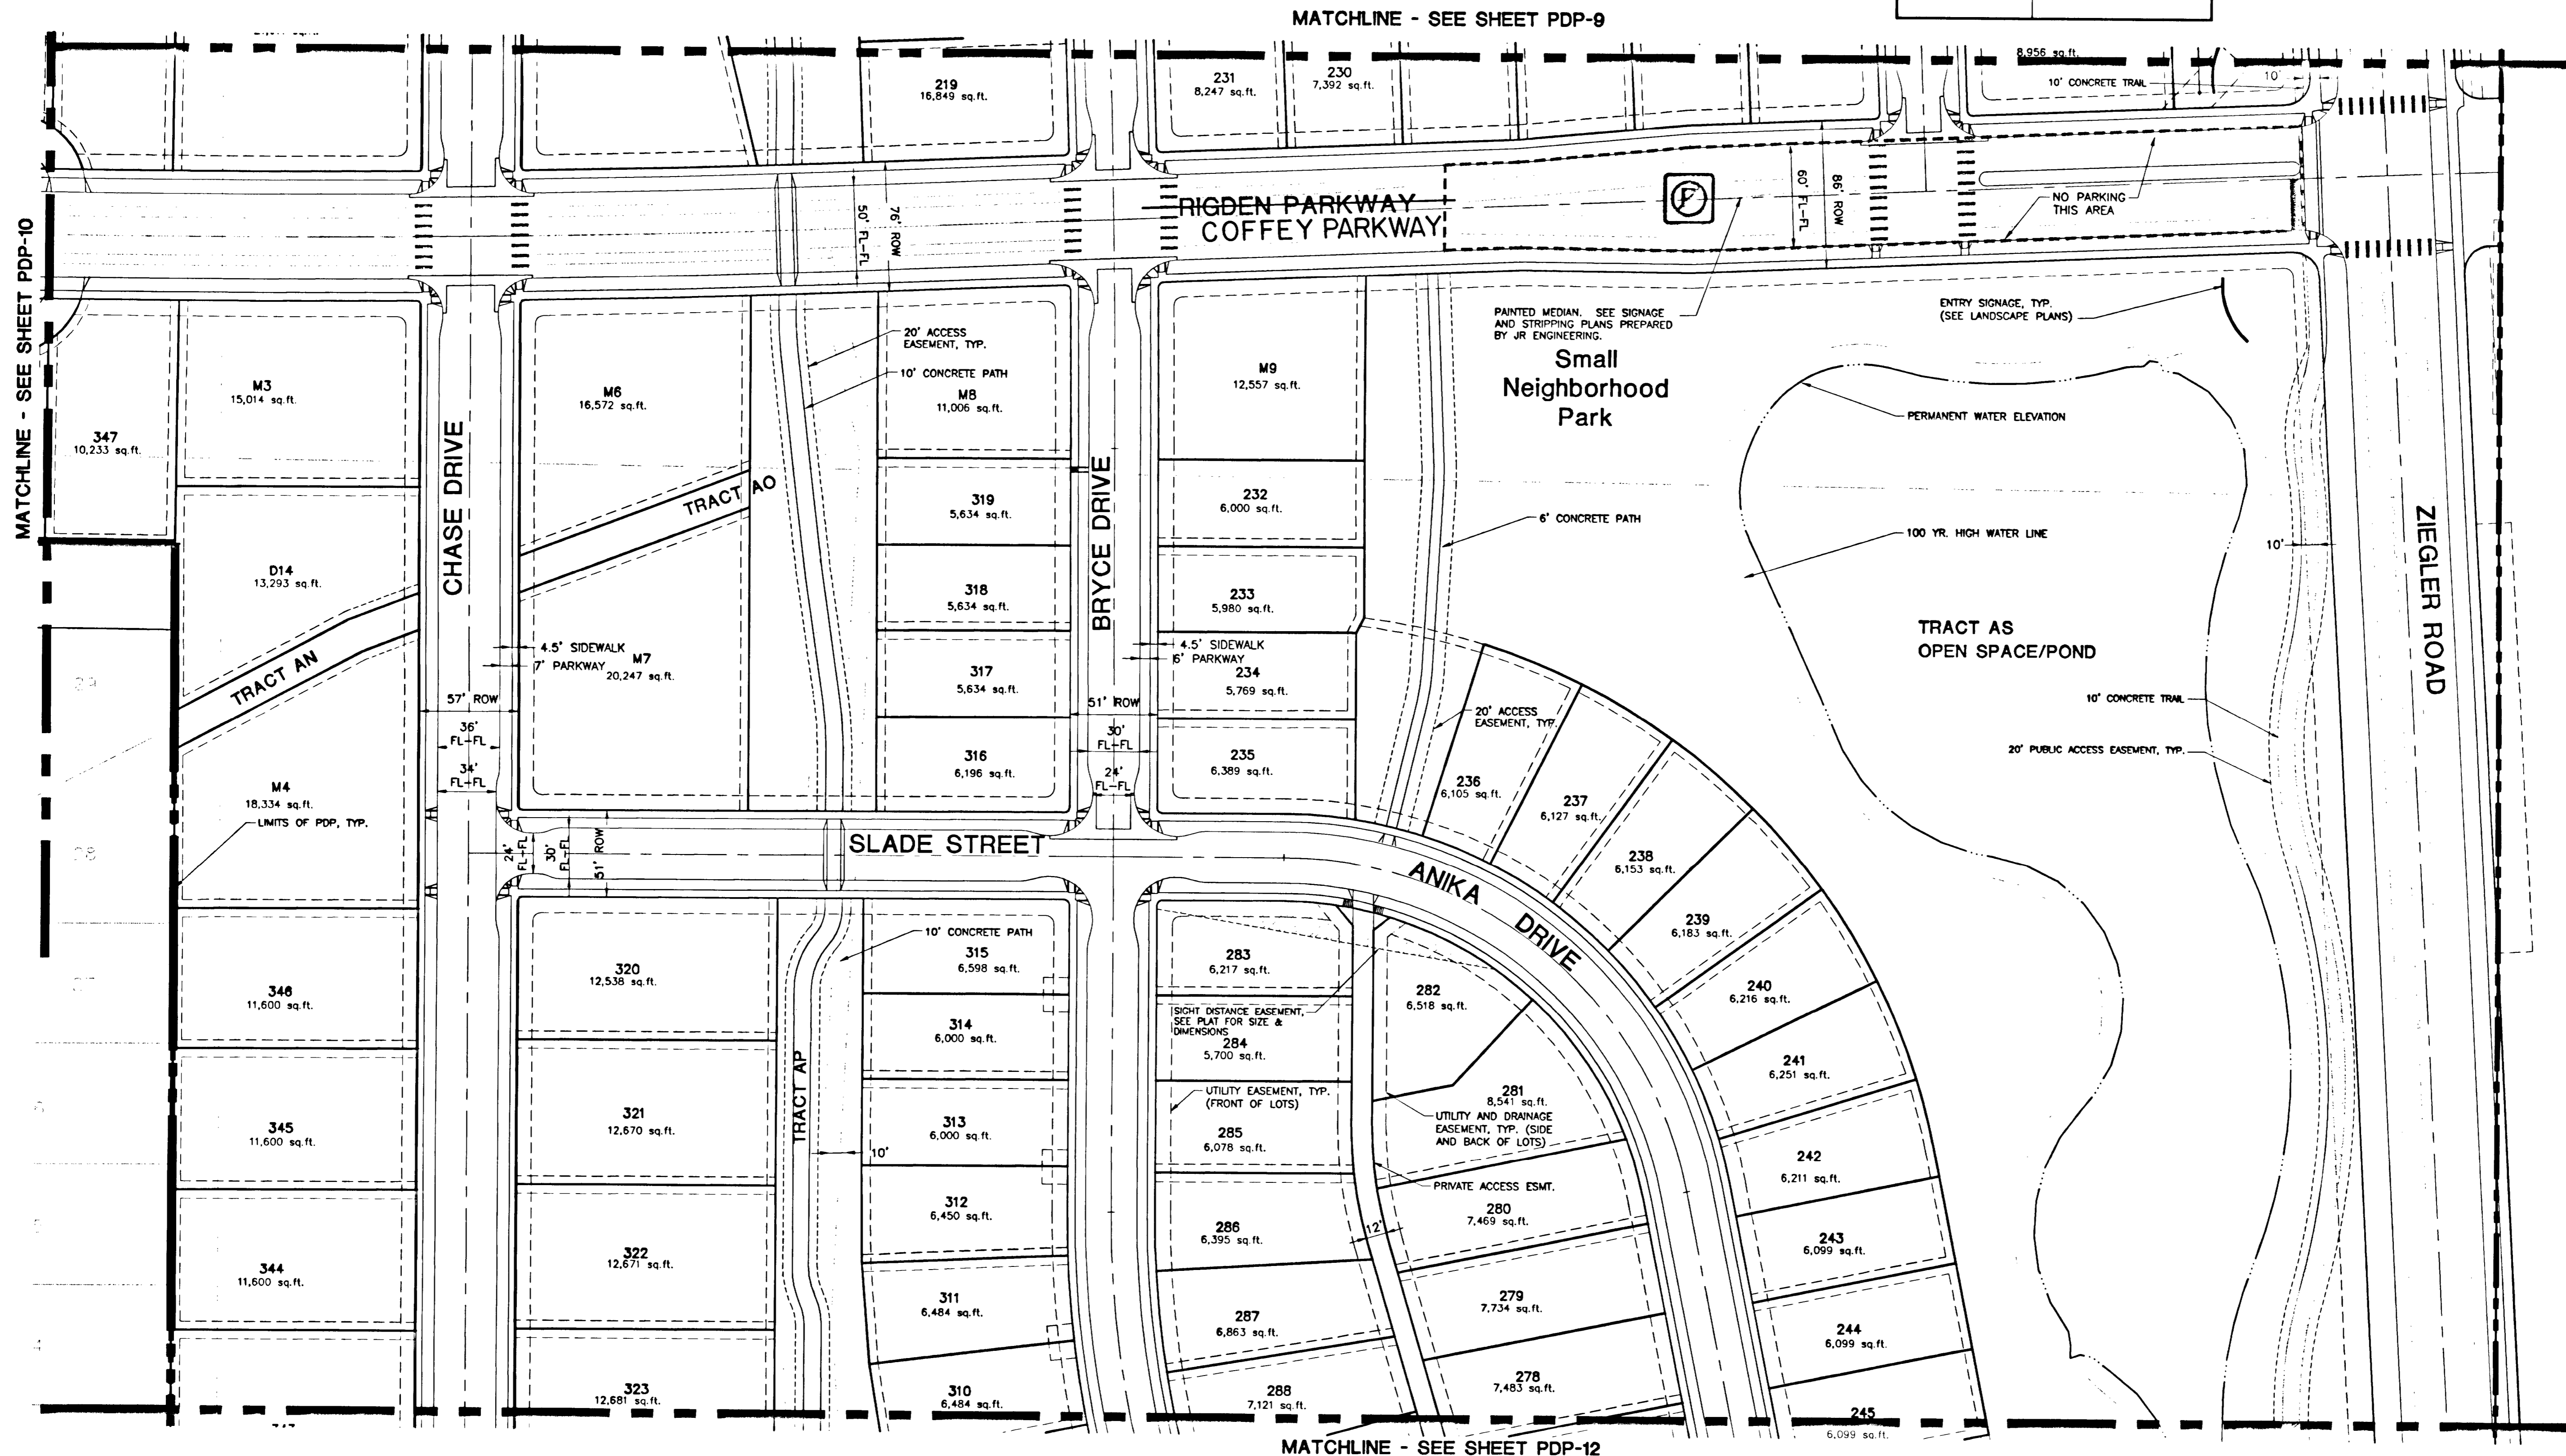 MATCHLINE - SEE SHEET PDP-9
MATCHLINE - SEE SHEET PDP-10
219
16,849 sq.ft.
231
8,247 sq.ft.
230
7,392 sq.ft.
8,956 sq.ft.
10' CONCRETE TRAIL
10'
50' FL-FL
76' ROW
RIGDEN PARKWAY
COFFEY PARKWAY
F
60' FL-FL
86' ROW
NO PARKING
THIS AREA
PAINTED MEDIAN. SEE SIGNAGE
AND STRIPPING PLANS PREPARED
BY JR ENGINEERING.
ENTRY SIGNAGE, TYP.
(SEE LANDSCAPE PLANS)
Small
Neighborhood
Park
PERMANENT WATER ELEVATION
347
10,233 sq.ft.
M3
15,014 sq.ft.
CHASE DRIVE
M6
16,572 sq.ft.
20' ACCESS
EASEMENT, TYP.
10' CONCRETE PATH
M8
11,006 sq.ft.
BRYCE DRIVE
M9
12,557 sq.ft.
TRACT AO
319
5,634 sq.ft.
232
6,000 sq.ft.
6' CONCRETE PATH
100 YR. HIGH WATER LINE
10'
ZIEGLER ROAD
D14
13,293 sq.ft.
318
5,634 sq.ft.
233
5,980 sq.ft.
TRACT AS
OPEN SPACE/POND
TRACT AN
4.5' SIDEWALK
7' PARKWAY
M7
20,247 sq.ft.
317
5,634 sq.ft.
4.5' SIDEWALK
6' PARKWAY
234
5,769 sq.ft.
57' ROW
36'
FL-FL
34'
FL-FL
51' ROW
30'
FL-FL
24'
FL-FL
20' ACCESS
EASEMENT, TYP.
10' CONCRETE TRAIL
20' PUBLIC ACCESS EASEMENT, TYP.
316
6,196 sq.ft.
235
6,389 sq.ft.
236
6,105 sq.ft.
237
6,127 sq.ft.
238
6,153 sq.ft.
239
6,183 sq.ft.
240
6,216 sq.ft.
241
6,251 sq.ft.
242
6,211 sq.ft.
243
6,099 sq.ft.
244
6,099 sq.ft.
245
6,099 sq.ft.
29
28
M4
18,334 sq.ft.
LIMITS OF PDP, TYP.
24'
FL-FL
30'
FL-FL
51' ROW
SLADE STREET
ANIKA DRIVE
346
11,600 sq.ft.
345
11,600 sq.ft.
344
11,600 sq.ft.
320
12,538 sq.ft.
321
12,670 sq.ft.
322
12,671 sq.ft.
323
12,681 sq.ft.
TRACT AP
10' CONCRETE PATH
10'
315
6,598 sq.ft.
314
6,000 sq.ft.
313
6,000 sq.ft.
312
6,450 sq.ft.
311
6,484 sq.ft.
310
6,484 sq.ft.
283
6,217 sq.ft.
SIGHT DISTANCE EASEMENT,
SEE PLAT FOR SIZE &
DIMENSIONS
284
5,700 sq.ft.
UTILITY EASEMENT, TYP.
(FRONT OF LOTS)
285
6,078 sq.ft.
286
6,395 sq.ft.
287
6,863 sq.ft.
288
7,121 sq.ft.
282
6,518 sq.ft.
281
8,541 sq.ft.
UTILITY AND DRAINAGE
EASEMENT, TYP. (SIDE
AND BACK OF LOTS)
PRIVATE ACCESS ESMT.
12'
280
7,469 sq.ft.
279
7,734 sq.ft.
278
7,483 sq.ft.
MATCHLINE - SEE SHEET PDP-12